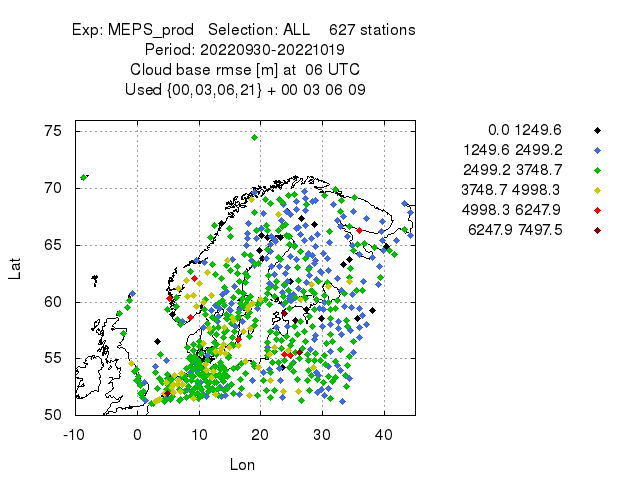 Exp: MEPS_prod   Selection: ALL    627 stations
Period: 20220930-20221019
Cloud base rmse [m] at  06 UTC
Used {00,03,06,21} + 00 03 06 09
0.0 1249.6
1249.6 2499.2
2499.2 3748.7
3748.7 4998.3
4998.3 6247.9
6247.9 7497.5
75
70
65
60
55
50
Lat
-10 0 10 20 30 40
Lon